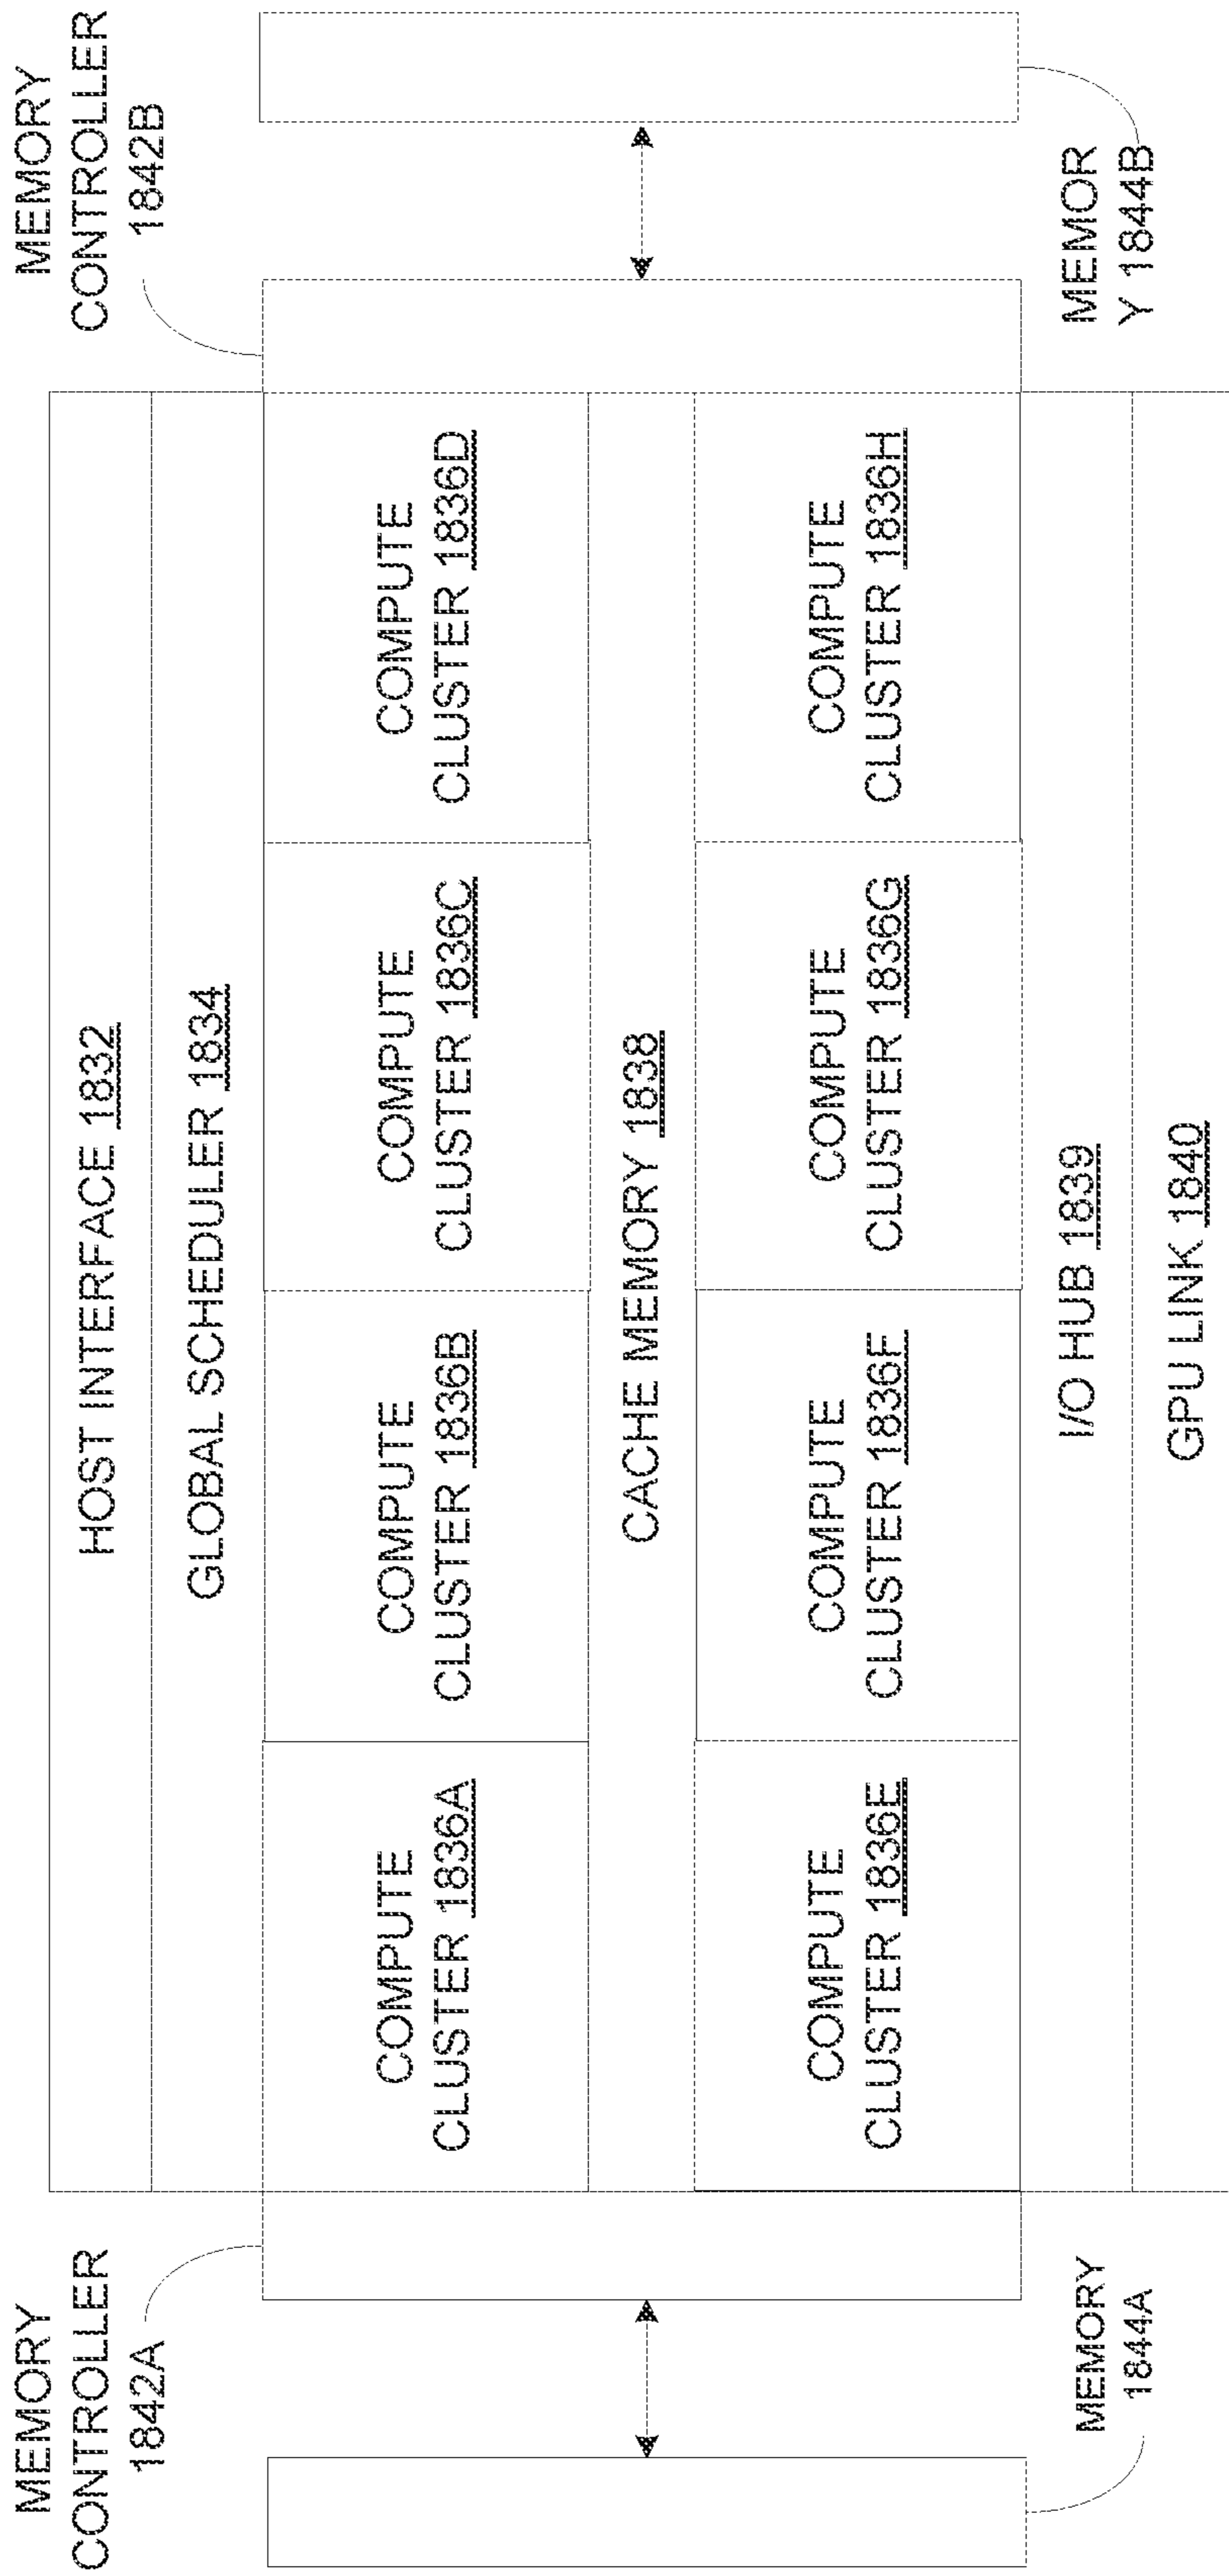 MEMORY
CONTROLLER
1842A
MEMORY
CONTROLLER
1842B
HOST INTERFACE 1832
GLOBAL SCHEDULER 1834
COMPUTE
CLUSTER 1836A
COMPUTE
CLUSTER 1836B
COMPUTE
CLUSTER 1836C
COMPUTE
CLUSTER 1836D
CACHE MEMORY 1838
COMPUTE
CLUSTER 1836E
COMPUTE
CLUSTER 1836F
COMPUTE
CLUSTER 1836G
COMPUTE
CLUSTER 1836H
I/O HUB 1839
GPU LINK 1840
MEMORY
1844A
MEMOR
Y 1844B